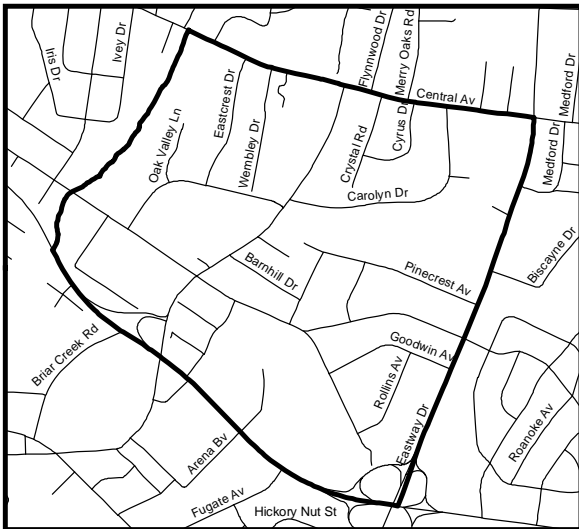 Iris Dr
Ivey Dr
Flynnwood Dr
Merry Oaks Rd
Medford Dr
Central Av
Oak Valley Ln
Eastcrest Dr
Wembley Dr
Crystal Rd
Cyrus Dr
Medford Dr
Carolyn Dr
Biscayne Dr
Barnhill Dr
Pinecrest Av
Briar Creek Rd
Goodwin Av
Rollins Av
Eastway Dr
Roanoke Av
Arena Bv
Fugate Av
Hickory Nut St